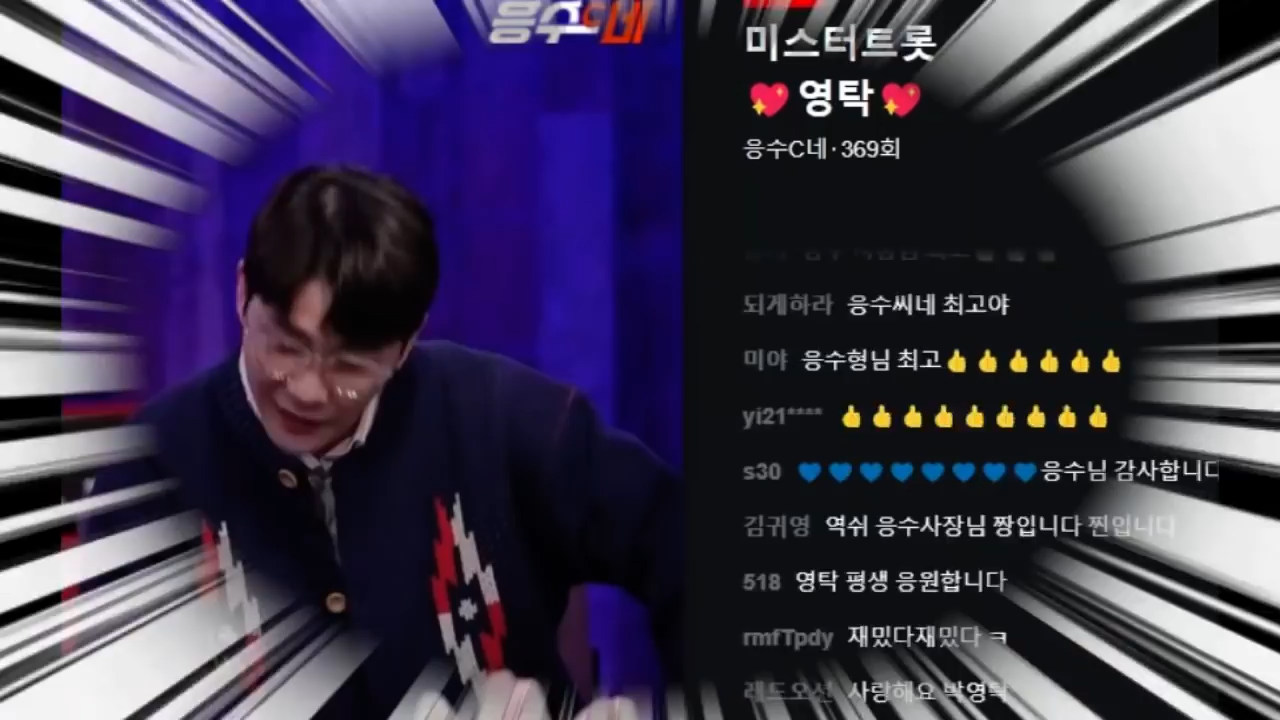 응수C네
미스터트롯
💖영탁💖
응수C네·369회
되게하라 응수씨네 최고야
미야 응수형님 최고👍👍👍👍👍👍
yi21**** 👍👍👍👍👍👍👍👍👍
s30 💙💙💙💙💙💙💙💙응수님 감사합니다
김귀영 역쉬 응수사장님 짱입니다 찐입니다
518 영탁 평생 응원합니다
rmfTpdy 재밌다재밌다 ㅋ
레드오션 사랑해요 박영탁